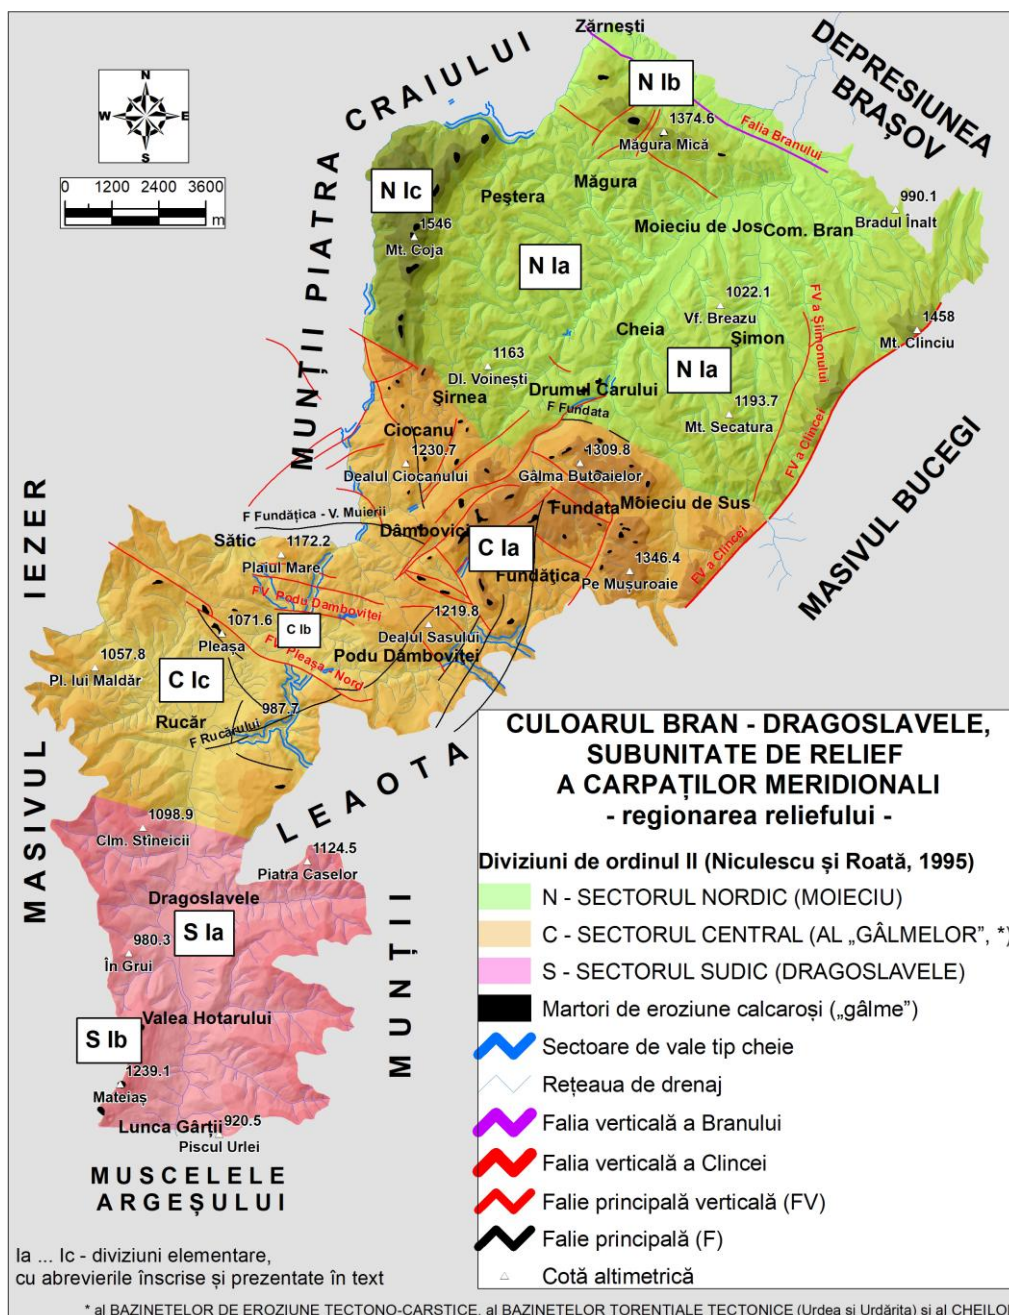 Zărnești
DEPRESIUNEA
BRAȘOV
CRAIULUI
MUNȚII PIATRA
N
W E
S
0 1200 2400 3600
m
N Ib
1374.6
Măgura Mică
Falia Branului
N Ic
Peștera
Măgura
990.1
Bradul Înalt
1546
Mt. Coja
Moieciu de Jos
Com. Bran
N Ia
1022.1
Vf. Breazu
FV a Șiimonului
1458
Mt. Clinciu
Cheia
Şimon
1163
Dl. Voinești
N Ia
Drumul Carului
Şirnea
F Fundata
1193.7
Mt. Secatura
FV a Clincei
Ciocanu
1230.7
Dealul Ciocanului
1309.8
Gâlma Butoaielor
MASIVUL BUCEGI
Fundata
Moieciu de Sus
F Fundățica - V. Muierii
Dâmbovici
C Ia
FV a Clincei
Sătic
1172.2
Plaiul Mare
Fundăţica
1346.4
Pe Mușuroaie
FV Podu Damboviței
1219.8
Dealul Sasului
1071.6
Pleașa
C Ib
Podu Dâmboviţei
FV Pleașa - Nord
1057.8
Pl. lui Maldăr
C Ic
987.7
Rucăr
F Rucărului
MASIVUL IEZER
MUNȚII LEAOTA
1098.9
Clm. Stîneicii
1124.5
Piatra Caselor
Dragoslavele
S Ia
980.3
În Grui
Valea Hotarului
S Ib
1239.1
Mateiaș
Lunca Gârţii
920.5
Piscul Urlei
MUSCELELE
ARGEȘULUI
CULOARUL BRAN - DRAGOSLAVELE,
SUBUNITATE DE RELIEF
A CARPAȚILOR MERIDIONALI
- regionarea reliefului -
Diviziuni de ordinul II (Niculescu și Roată, 1995)
N - SECTORUL NORDIC (MOIECIU)
C - SECTORUL CENTRAL (AL „GÂLMELOR”, *)
S - SECTORUL SUDIC (DRAGOSLAVELE)
Martori de eroziune calcaroși („gâlme”)
Sectoare de vale tip cheie
Rețeaua de drenaj
Falia verticală a Branului
Falia verticală a Clincei
Falie principală verticală (FV)
Falie principală (F)
Cotă altimetrică
Ia ... Ic - diviziuni elementare,
cu abrevierile înscrise și prezentate în text
* al BAZINETELOR DE EROZIUNE TECTONO-CARSTICE, al BAZINETELOR TORENȚIALE TECTONICE (Urdea și Urdărița) și al CHEILOR